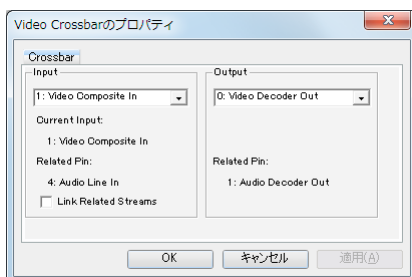 Video Crossbarのプロパティ
Crossbar
Input
1: Video Composite In
Current Input:
1: Video Composite In
Related Pin:
4: Audio Line In
Link Related Streams
Output
0: Video Decoder Out
Related Pin:
1: Audio Decoder Out
OK
キャンセル
適用(A)